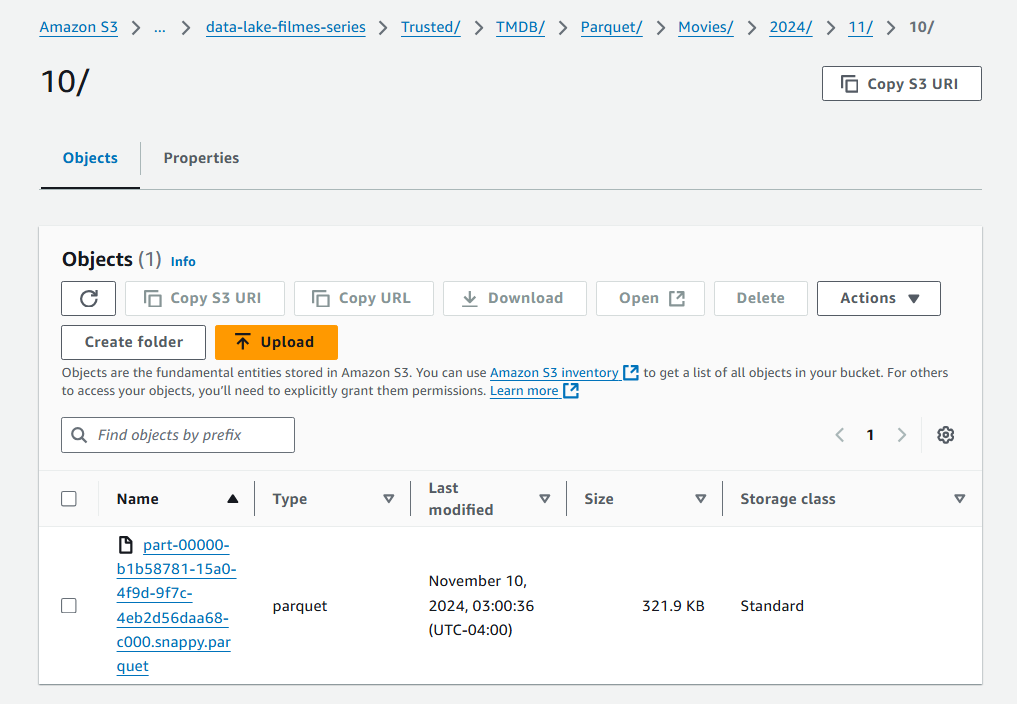 Amazon S3 > ... > data-lake-filmes-series > Trusted/ > TMDB/ > Parquet/ > Movies/ > 2024/ > 11/ > 10/
10/
Copy S3 URI
Objects Properties
Objects (1) Info
Copy S3 URI Copy URL Download Open Delete Actions
Create folder Upload
Objects are the fundamental entities stored in Amazon S3. You can use Amazon S3 inventory to get a list of all objects in your bucket. For others
to access your objects, you'll need to explicitly grant them permissions. Learn more
Find objects by prefix
1
Name Type Last modified Size Storage class
part-00000-
b1b58781-15a0-
4f9d-9f7c-
4eb2d56daa68-
c000.snappy.par
quet
parquet
November 10,
2024, 03:00:36
(UTC-04:00)
321.9 KB
Standard